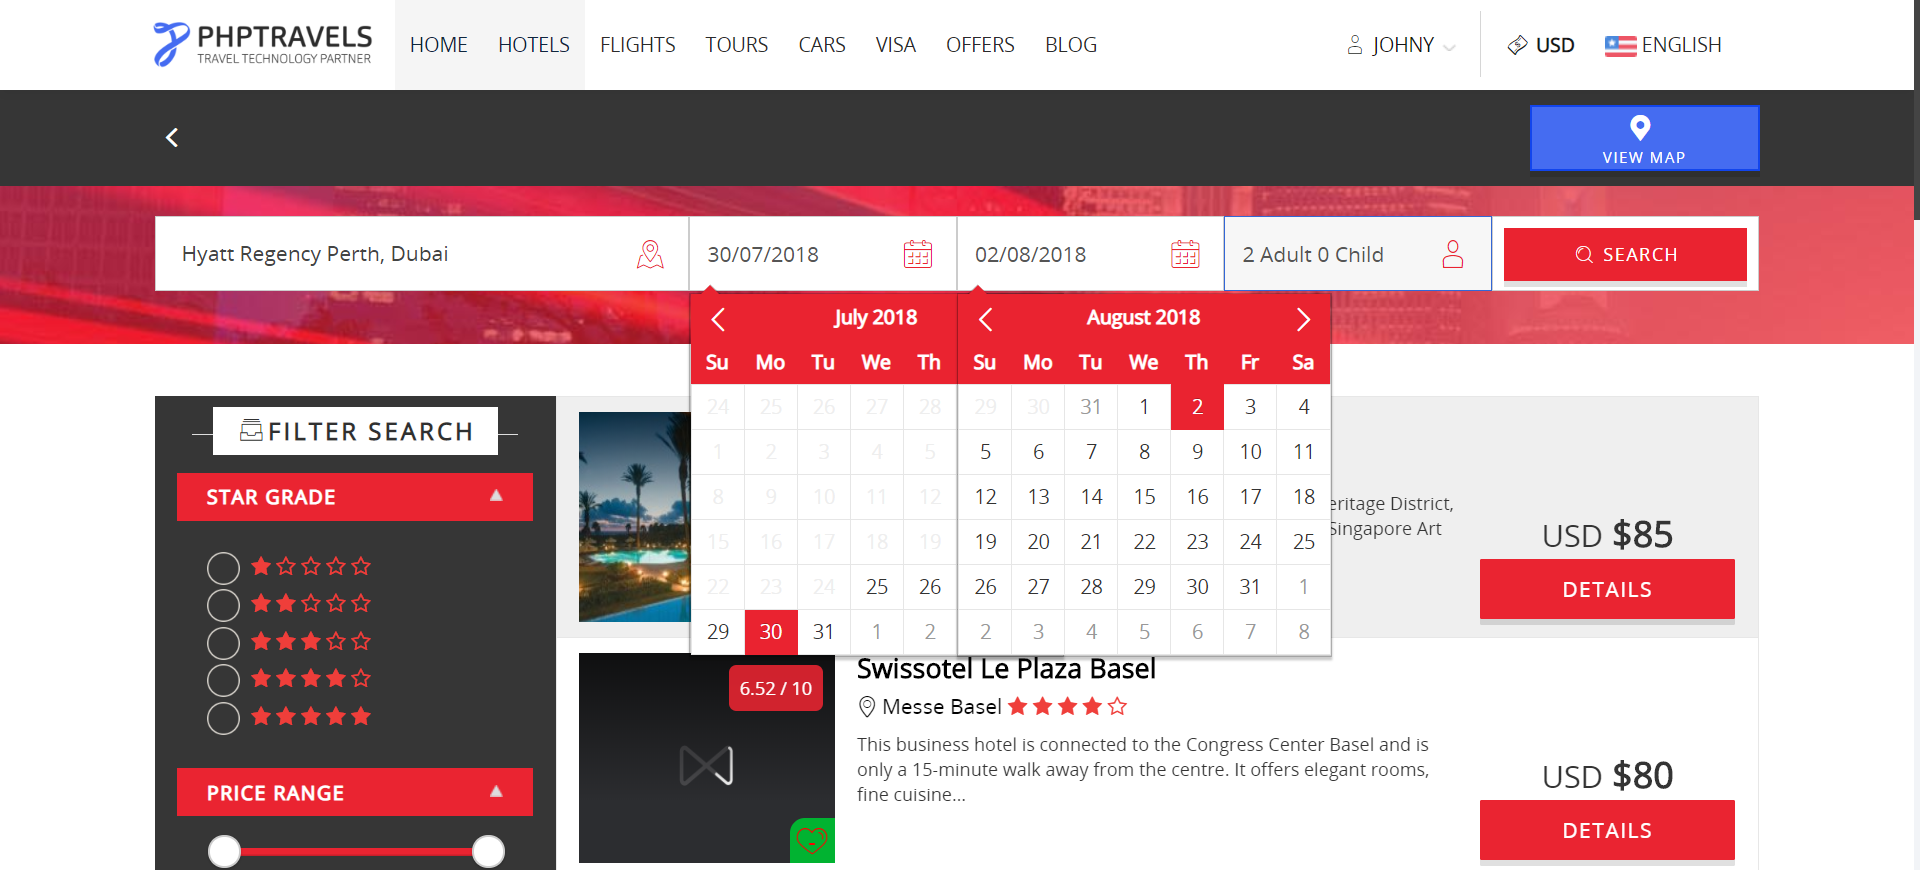 PHPTRAVELS
TRAVEL TECHNOLOGY PARTNER
HOME HOTELS FLIGHTS TOURS CARS VISA OFFERS BLOG
JOHNY USD ENGLISH
VIEW MAP
Hyatt Regency Perth, Dubai 30/07/2018 02/08/2018 2 Adult 0 Child SEARCH
July 2018
Su Mo Tu We Th
24 25 26 27 28
1 2 3 4 5
8 9 10 11 12
15 16 17 18 19
22 23 24 25 26
29 30 31 1 2
August 2018
Su Mo Tu We Th Fr Sa
29 30 31 1 2 3 4
5 6 7 8 9 10 11
12 13 14 15 16 17 18
19 20 21 22 23 24 25
26 27 28 29 30 31 1
2 3 4 5 6 7 8
FILTER SEARCH
STAR GRADE
PRICE RANGE
eritage District,
Singapore Art
USD $85
DETAILS
6.52 / 10
Swissotel Le Plaza Basel
Messe Basel
This business hotel is connected to the Congress Center Basel and is
only a 15-minute walk away from the centre. It offers elegant rooms,
fine cuisine...
USD $80
DETAILS